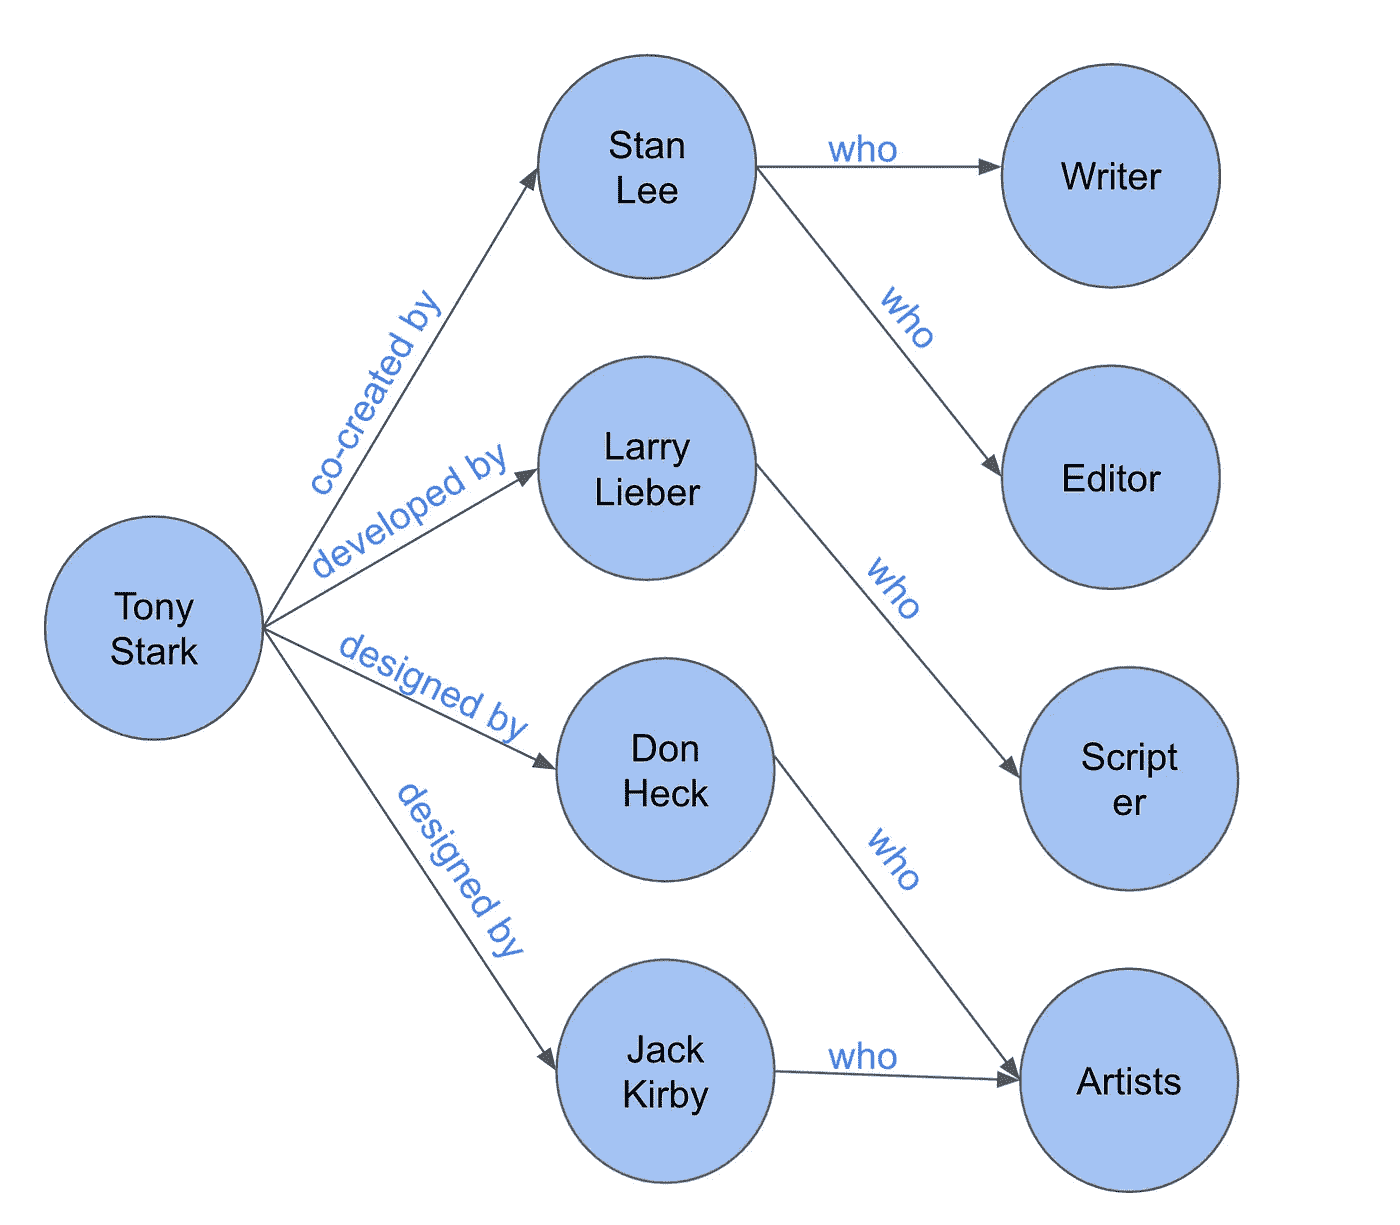 Stan
Lee
who
Writer
co-created by
who
Larry
Lieber
Editor
developed by
who
Tony
Stark
designed by
Don
Heck
Script
er
designed by
who
Jack
Kirby
who
Artists